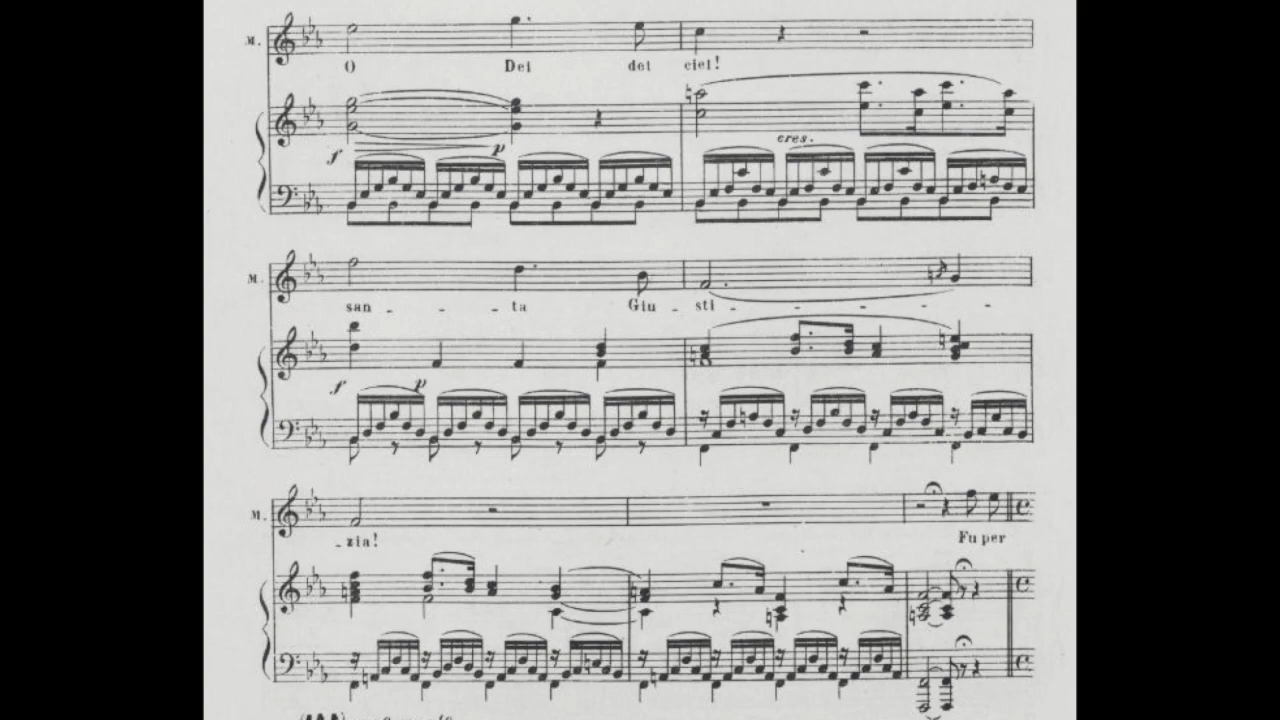 M.
O Dei dei ciel!
f p cres.
M.
san - - ta Giu - sti - - - -
f p
M.
- zia! Fu per